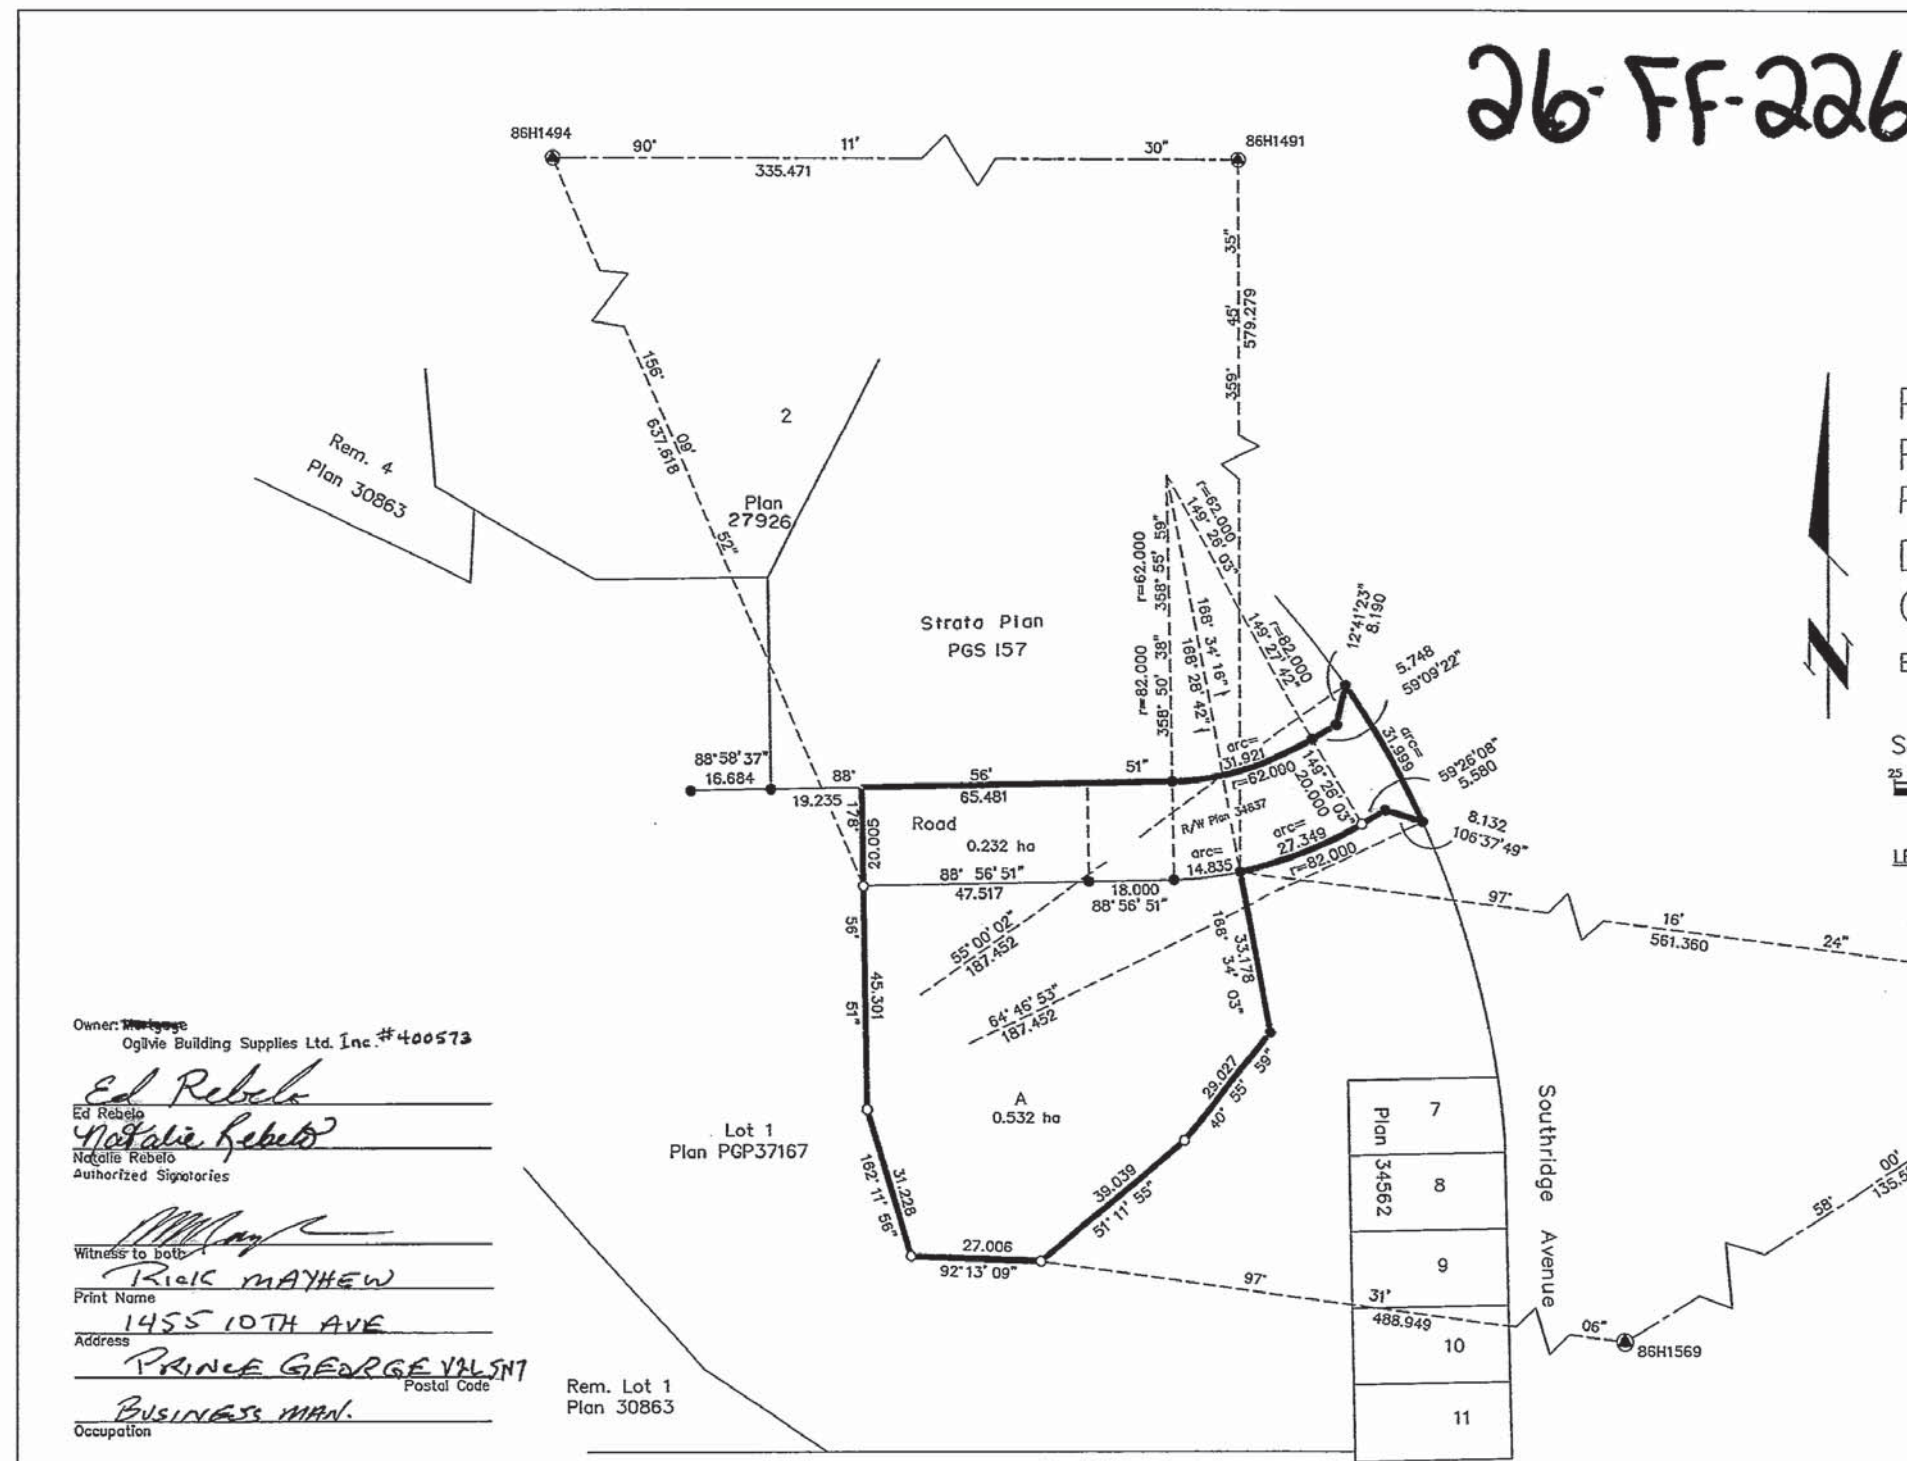 26-FF-226
86H1494
90°
11'
30"
86H1491
335.471
35"
45'
579.279
359°
156°
09'
637.618
52"
2
Rem. 4
Plan 30863
Plan
27926
r=62.000
149° 26' 03"
r=62.000
358° 55' 59"
r=82.000
358° 50' 38"
168° 34' 16"
168° 28' 42"
r=82.000
149° 27' 42"
12°41'23"
8.190
5.748
59°09'22"
Strata Plan
PGS 157
arc=
31.999
88°58'37"
16.684
19.235
88°
56'
51"
65.481
arc=
31.921
r=62.000
149° 26' 03"
20.000
59°26'08"
5.580
8.132
106°37'49"
178°
20.005
Road
0.232 ha
R/W Plan 34637
arc=
27.349
r=82.000
arc=
14.835
88° 56' 51"
47.517
18.000
88° 56' 51"
97°
16'
561.360
24"
56'
45.301
51"
55° 00' 02"
187.452
64° 46' 53"
187.452
33.178
168° 34' 03"
29.027
40° 55' 59"
A
0.532 ha
39.039
51° 11' 55"
31.228
162° 11' 56"
27.006
92° 13' 09"
97°
31'
488.949
06"
86H1569
00'
58'
Lot 1
Plan PGP37167
Rem. Lot 1
Plan 30863
Plan 34562
7
8
9
10
11
Southridge Avenue
N
25
Owner:
Ogilvie Building Supplies Ltd. Inc. #400573
Ed Rebelo
Ed Rebelo
Natalie Rebelo
Natalie Rebelo
Authorized Signatories
Witness to both
RICK MAYHEW
Print Name
1455 10TH AVE
Address
PRINCE GEORGE V2L 5N7
Postal Code
BUSINESS MAN.
Occupation